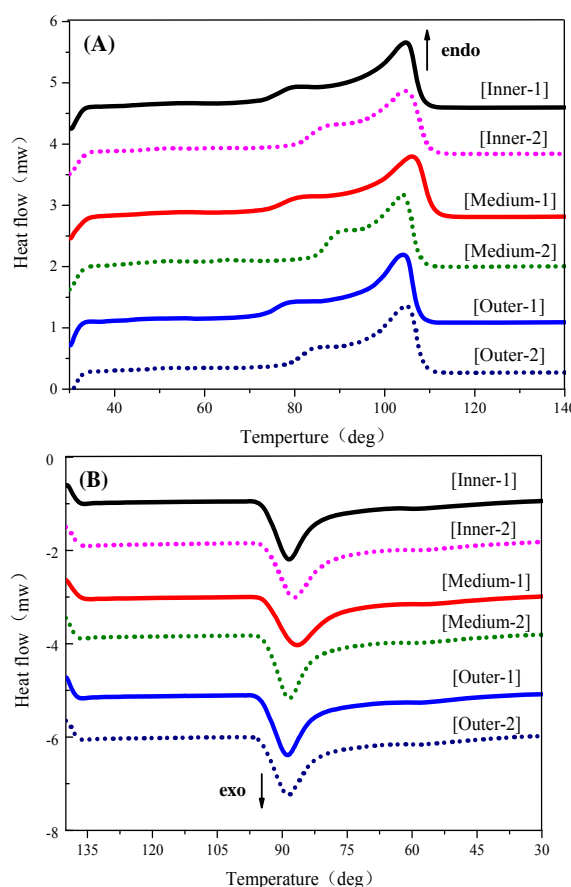 6
(A)
endo
5
[Inner-1]
4
[Inner-2]
Heat flow（mw）
3
[Medium-1]
[Medium-2]
2
[Outer-1]
1
[Outer-2]
0
40 60 80 100 120 140
Temperture（deg）
0
(B)
[Inner-1]
-2
[Inner-2]
[Medium-1]
Heat flow（mw）
-4
[Medium-2]
[Outer-1]
-6
[Outer-2]
exo
-8
135 120 105 90 75 60 45 30
Temperature（deg）